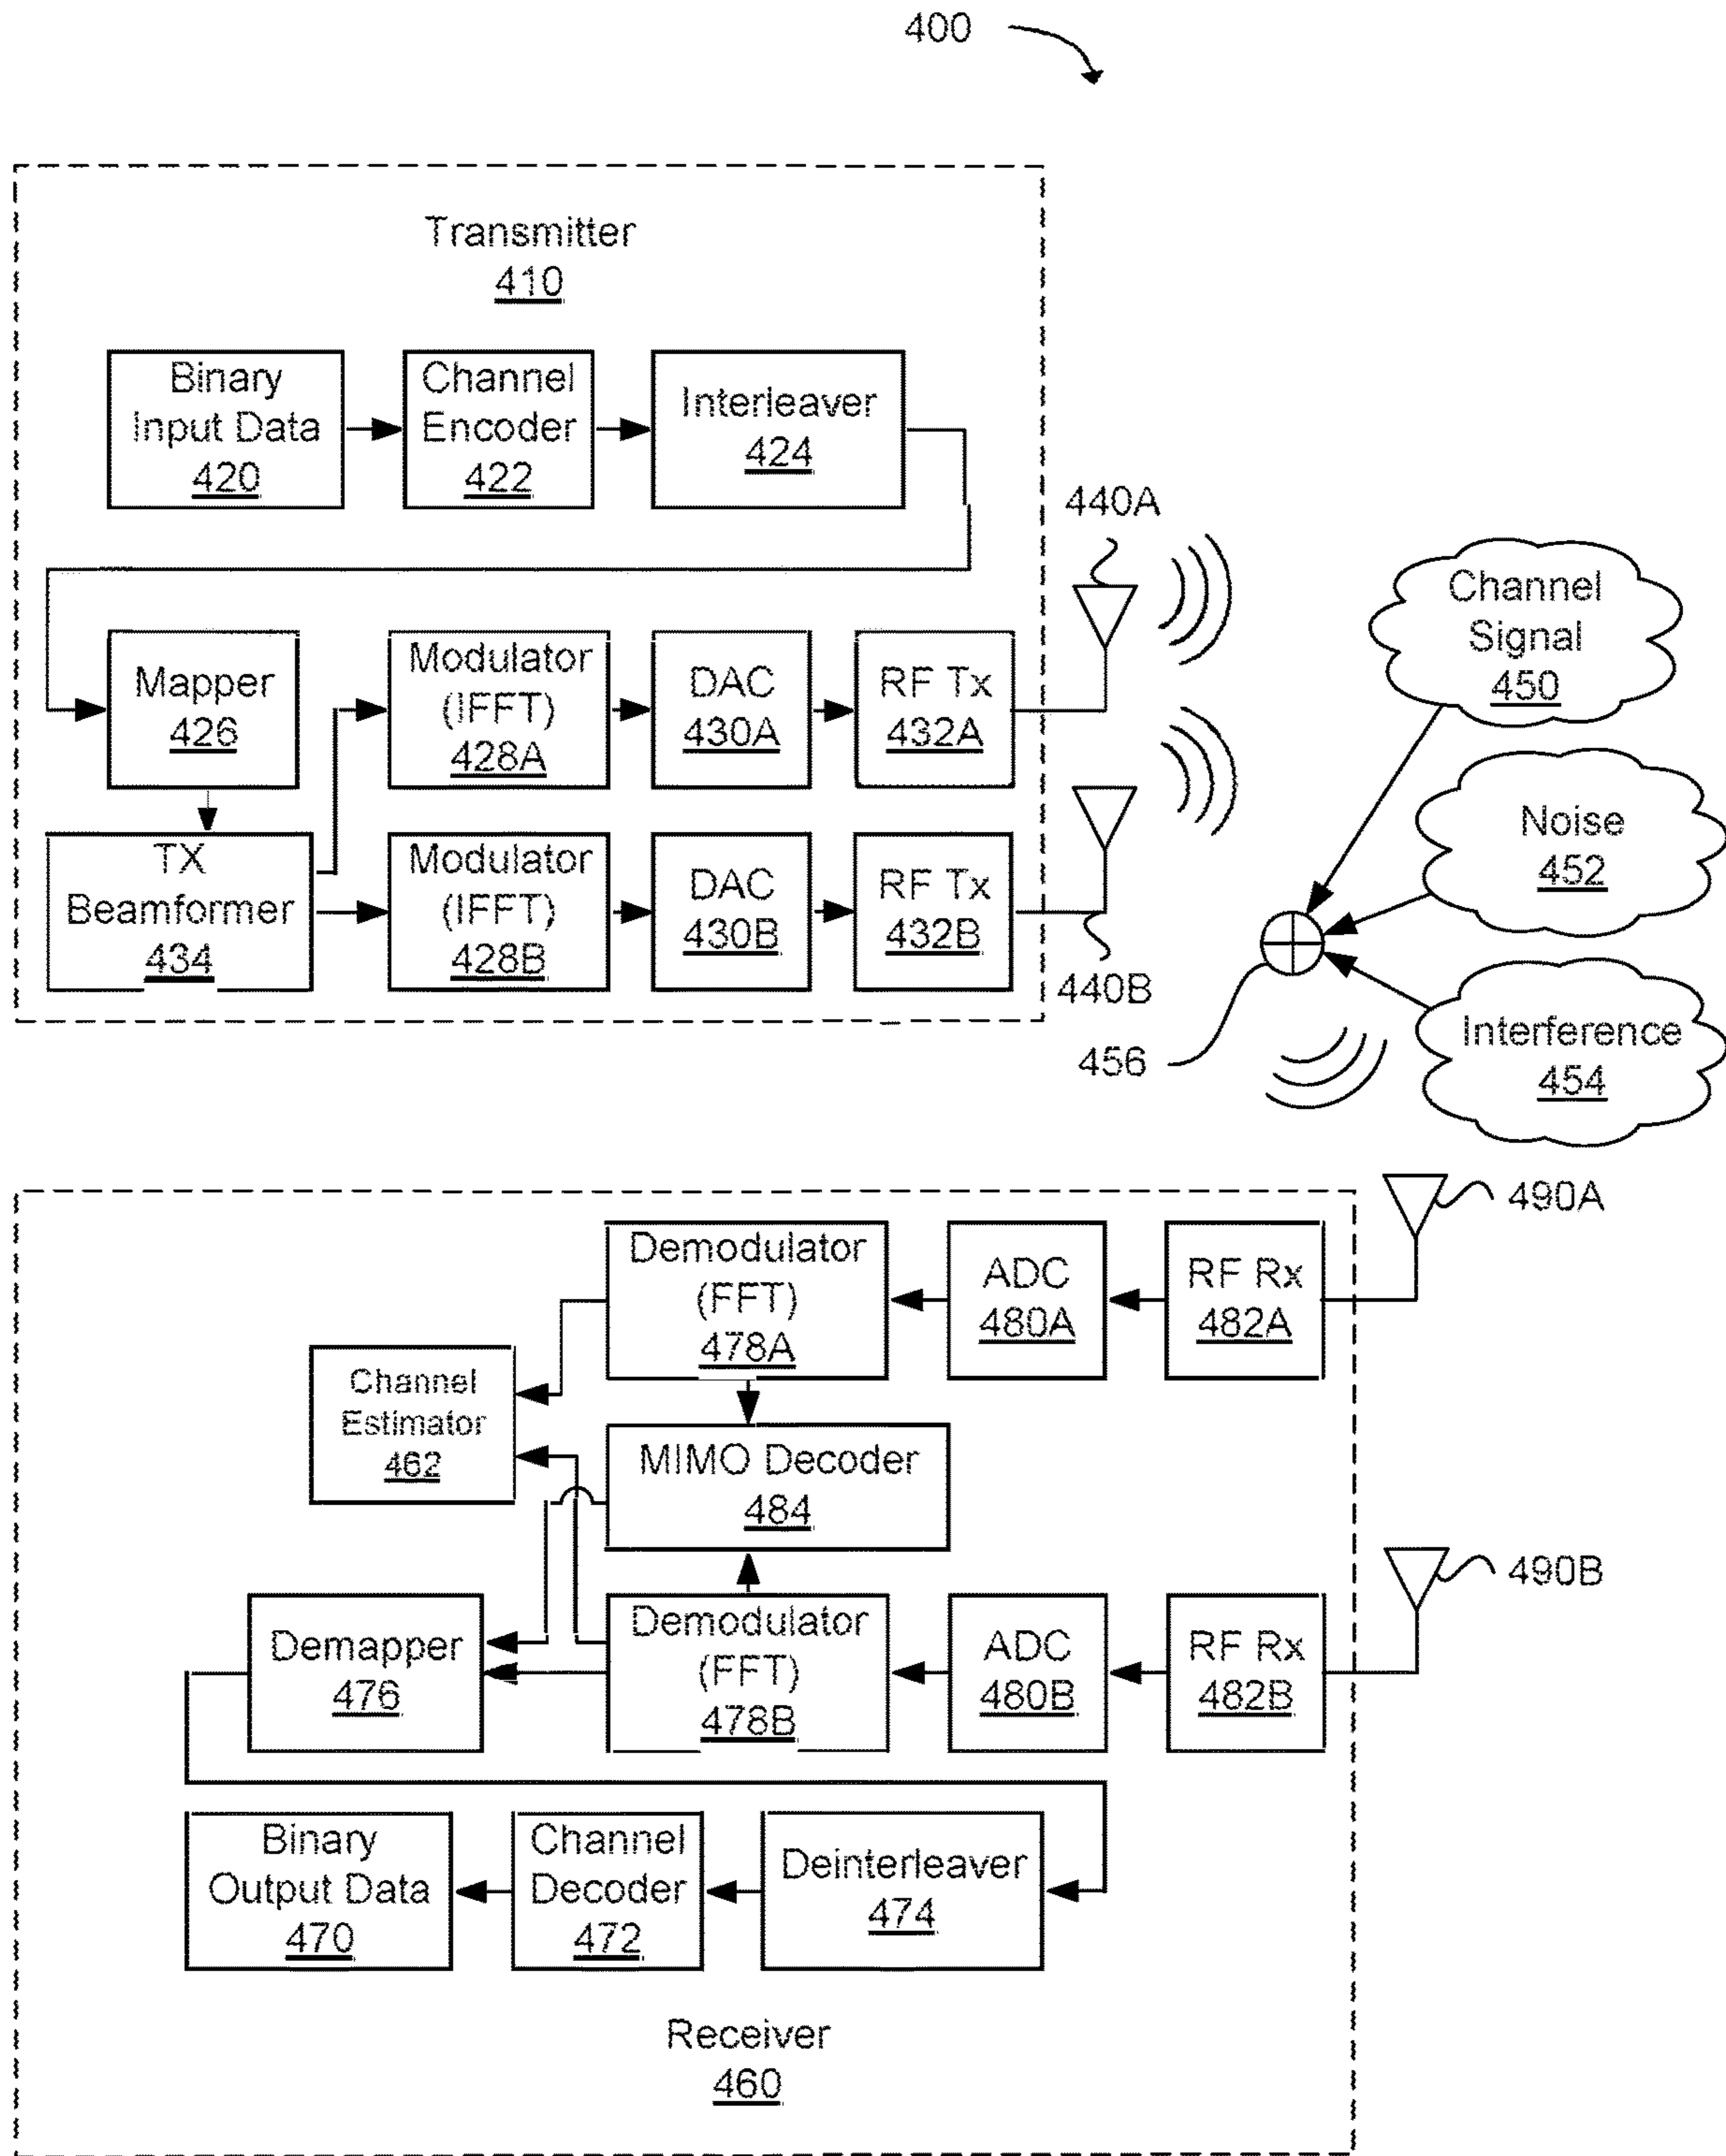 400
Transmitter
410
Binary
Input Data
420
Channel
Encoder
422
Interleaver
424
440A
Mapper
426
Modulator
(IFFT)
428A
DAC
430A
RF Tx
432A
TX
Beamformer
434
Modulator
(IFFT)
428B
DAC
430B
RF Tx
432B
440B
Channel
Signal
450
Noise
452
Interference
454
456
490A
Demodulator
(FFT)
478A
ADC
480A
RF Rx
482A
Channel
Estimator
462
MIMO Decoder
484
490B
Demapper
476
Demodulator
(FFT)
478B
ADC
480B
RF Rx
482B
Binary
Output Data
470
Channel
Decoder
472
Deinterleaver
474
Receiver
460